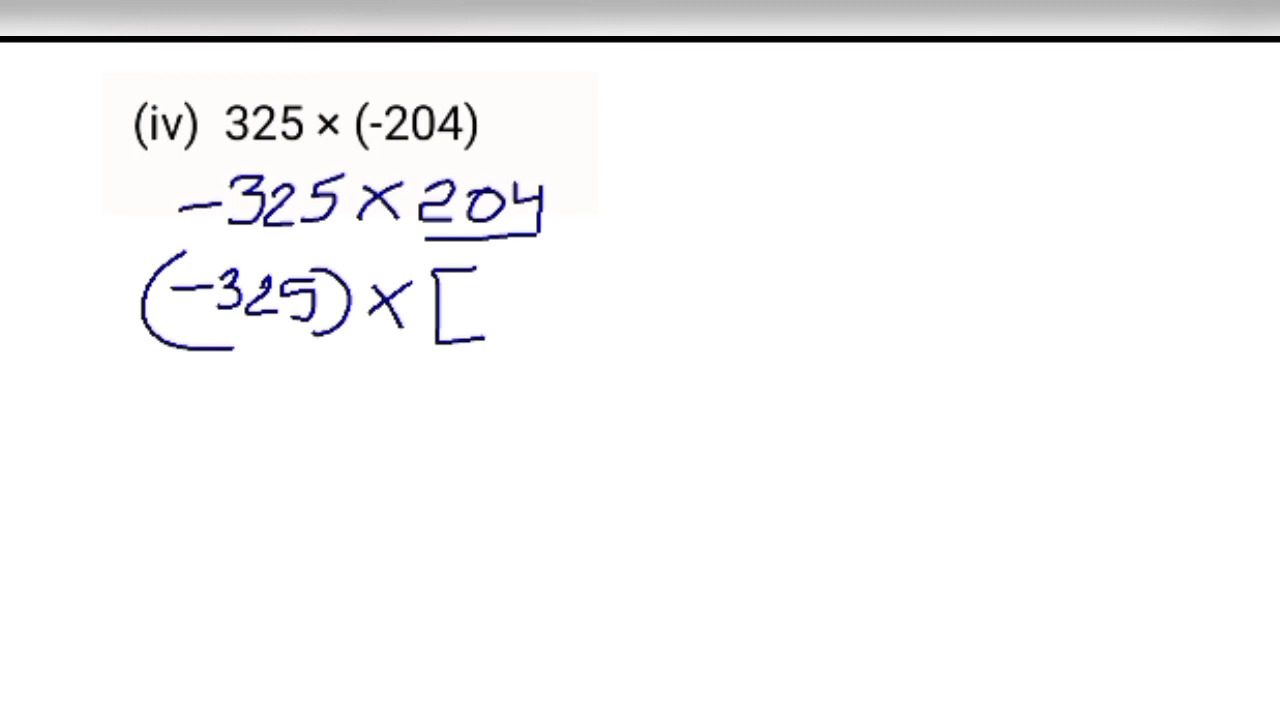 (iv) 325 × (-204)
-325 × 204
(-325) × [